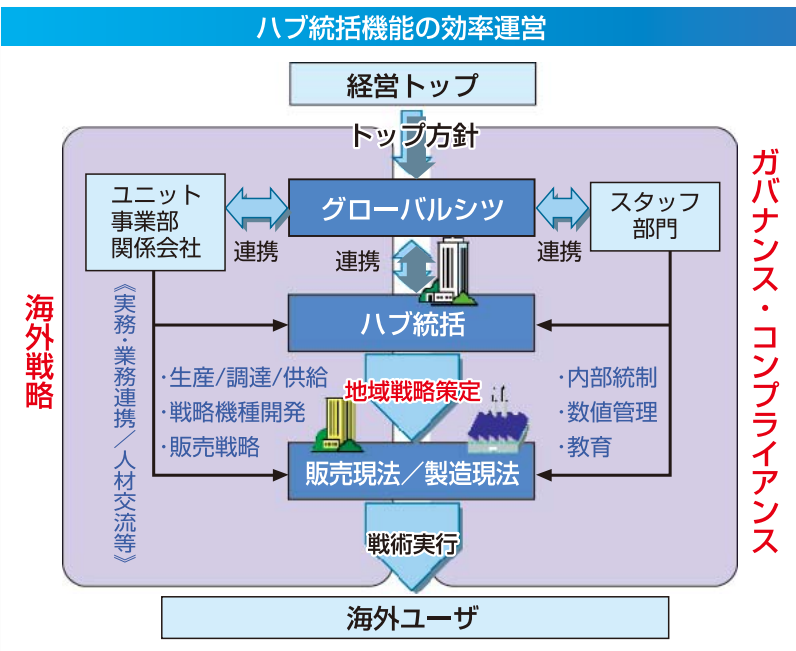 ハブ統括機能の効率運営
経営トップ
トップ方針
ユニット
事業部
関係会社
連携
グローバルシツ
連携
スタッフ
部門
連携
ハブ統括
海外戦略
《実務・業務連携／人材交流等》
・生産/調達/供給
・戦略機種開発
・販売戦略
地域戦略策定
・内部統制
・数値管理
・教育
ガバナンス・コンプライアンス
販売現法／製造現法
戦術実行
海外ユーザ